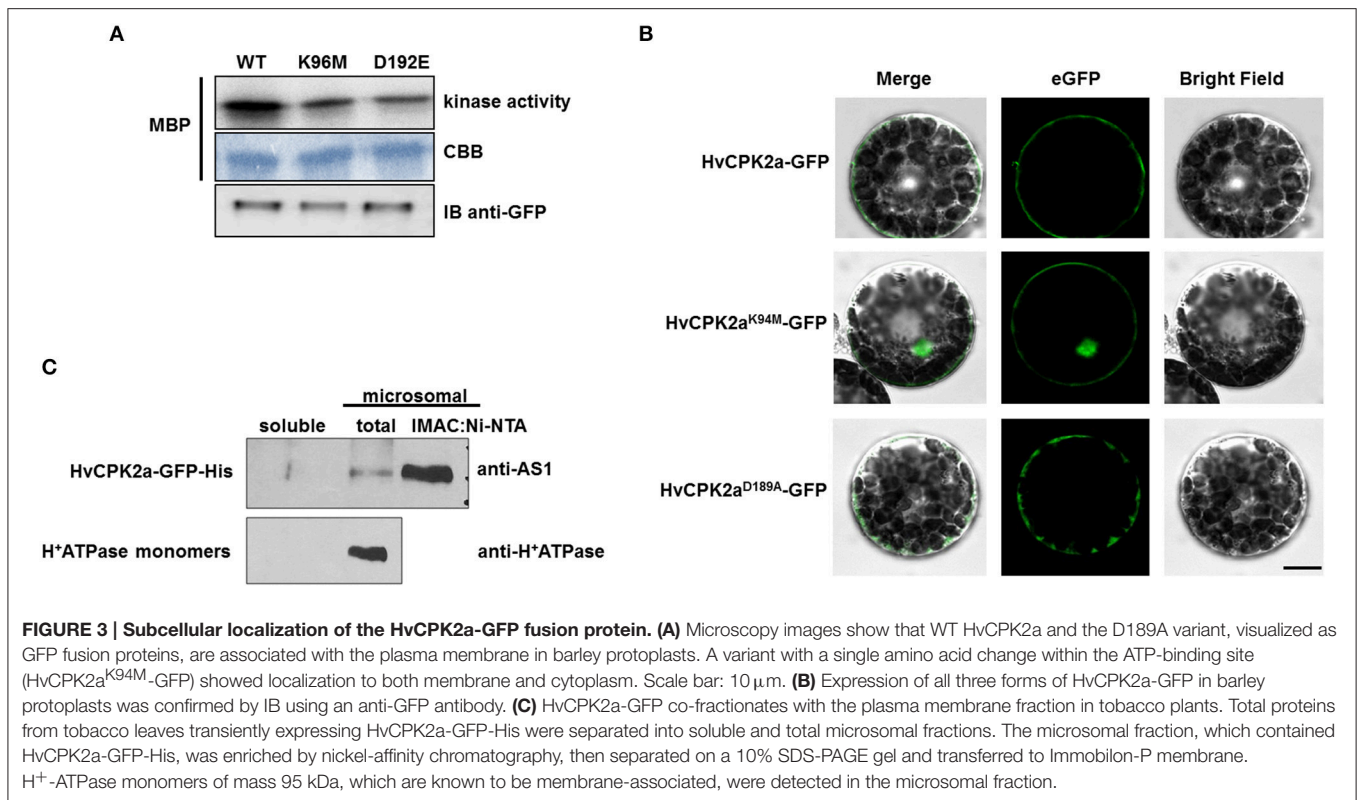 A
WT K96M D192E
MBP
kinase activity
CBB
IB anti-GFP
B
Merge eGFP Bright Field
HvCPK2a-GFP
HvCPK2aK94M-GFP
HvCPK2aD189A-GFP
C
microsomal
soluble total IMAC:Ni-NTA
HvCPK2a-GFP-His anti-AS1
H+ATPase monomers anti-H+ATPase
FIGURE 3 | Subcellular localization of the HvCPK2a-GFP fusion protein. (A) Microscopy images show that WT HvCPK2a and the D189A variant, visualized as
GFP fusion proteins, are associated with the plasma membrane in barley protoplasts. A variant with a single amino acid change within the ATP-binding site
(HvCPK2aK94M-GFP) showed localization to both membrane and cytoplasm. Scale bar: 10 μm. (B) Expression of all three forms of HvCPK2a-GFP in barley
protoplasts was confirmed by IB using an anti-GFP antibody. (C) HvCPK2a-GFP co-fractionates with the plasma membrane fraction in tobacco plants. Total proteins
from tobacco leaves transiently expressing HvCPK2a-GFP-His were separated into soluble and total microsomal fractions. The microsomal fraction, which contained
HvCPK2a-GFP-His, was enriched by nickel-affinity chromatography, then separated on a 10% SDS-PAGE gel and transferred to Immobilon-P membrane.
H+-ATPase monomers of mass 95 kDa, which are known to be membrane-associated, were detected in the microsomal fraction.